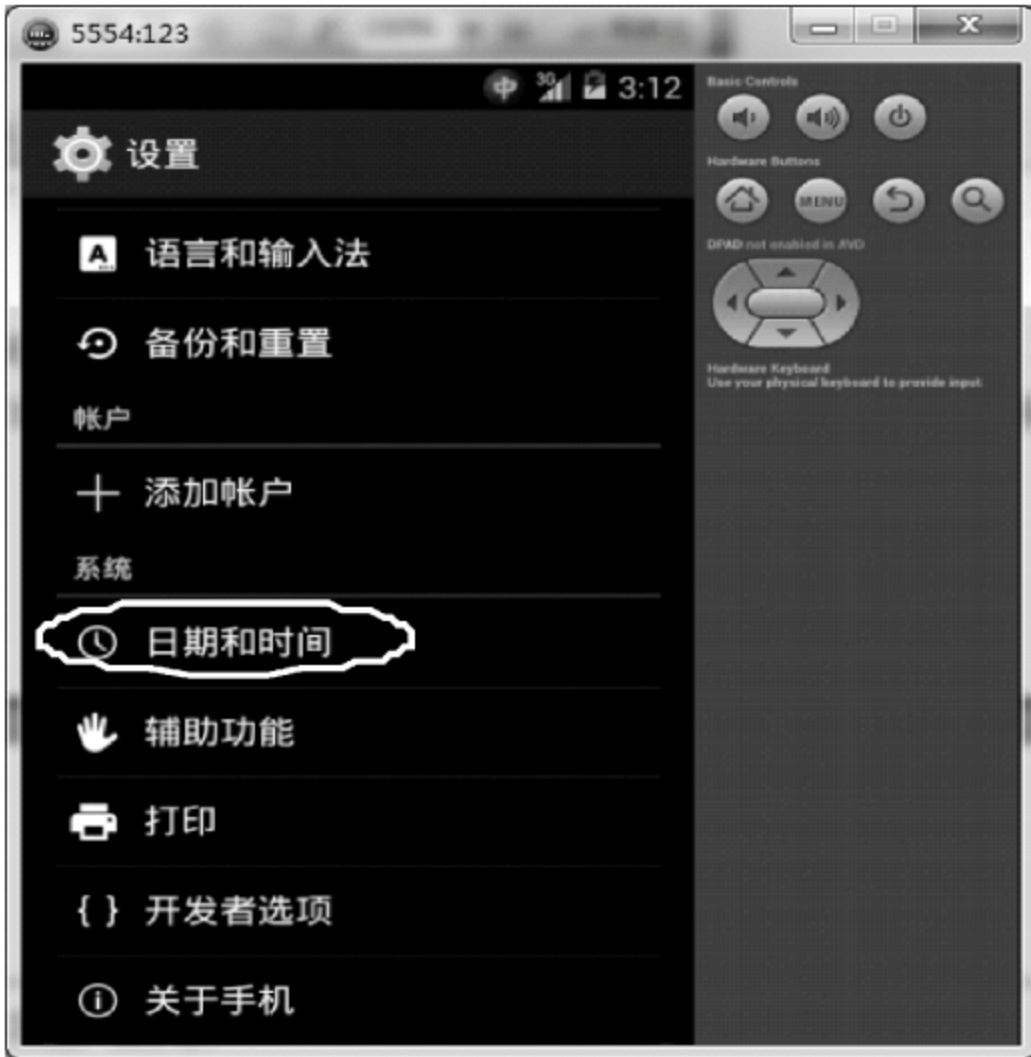 5554:123
3G 3:12
中
设置
语言和输入法
备份和重置
帐户
添加帐户
系统
日期和时间
辅助功能
打印
{ } 开发者选项
关于手机
Basic Controls
Hardware Buttons
MENU
DPAD not enabled in AVD
Hardware Keyboard
Use your physical keyboard to provide input